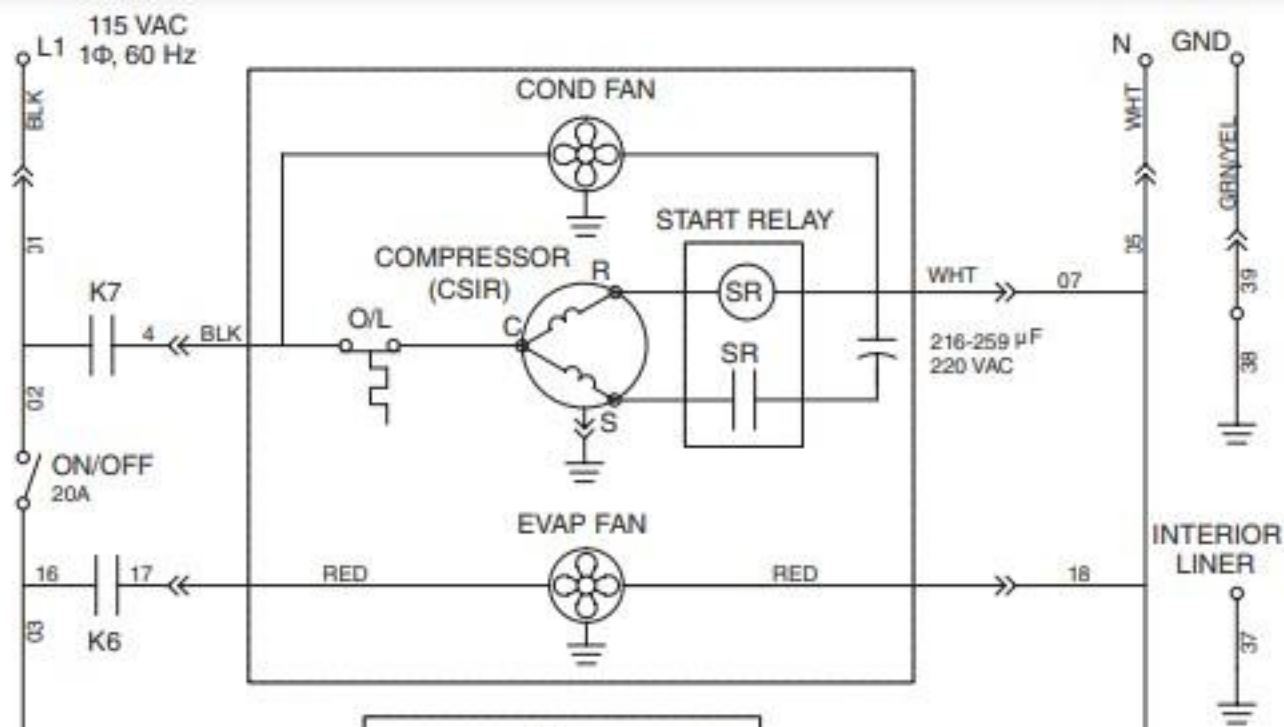 L1 115 VAC
1Φ, 60 Hz
N GND
BLK
WHT
GRN/YEL
COND FAN
START RELAY
COMPRESSOR
(CSIR)
R
SR
WHT 07
01
05
39
K7
4 BLK
O/L
C
SR
216-259 µF
220 VAC
02
38
S
ON/OFF
20A
EVAP FAN
INTERIOR
LINER
16 17 RED RED 18
03
K6
37